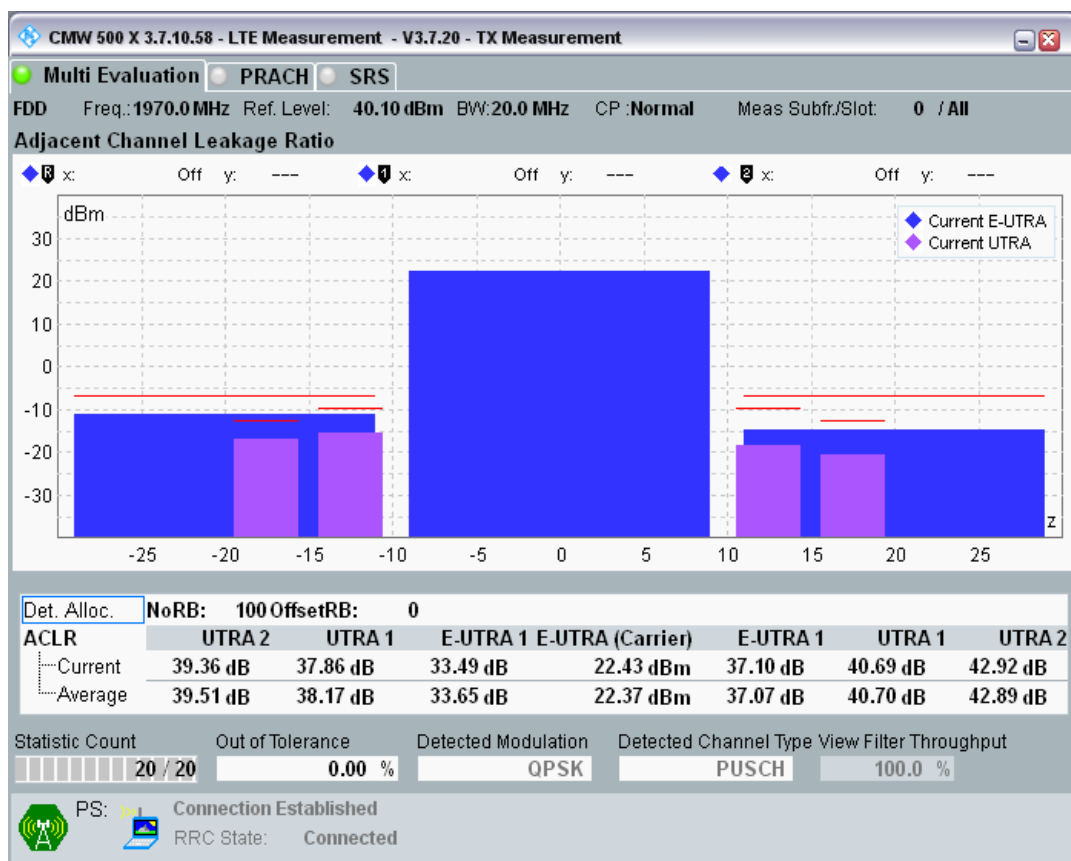 CMW 500 X 3.7.10.58 - LTE Measurement - V3.7.20 - TX Measurement
Multi Evaluation PRACH SRS
FDD Freq.: 1970.0 MHz Ref. Level: 40.10 dBm BW: 20.0 MHz CP : Normal Meas Subfr./Slot: 0 / All
Adjacent Channel Leakage Ratio
R x: Off y: --- 1 x: Off y: --- 2 x: Off y: ---
dBm
Current E-UTRA
Current UTRA
30
20
10
0
-10
-20
-30
z
-25 -20 -15 -10 -5 0 5 10 15 20 25
Det. Alloc. NoRB: 100 OffsetRB: 0
ACLR UTRA 2 UTRA 1 E-UTRA 1 E-UTRA (Carrier) E-UTRA 1 UTRA 1 UTRA 2
Current 39.36 dB 37.86 dB 33.49 dB 22.43 dBm 37.10 dB 40.69 dB 42.92 dB
Average 39.51 dB 38.17 dB 33.65 dB 22.37 dBm 37.07 dB 40.70 dB 42.89 dB
Statistic Count Out of Tolerance Detected Modulation Detected Channel Type View Filter Throughput
20 / 20 0.00 % QPSK PUSCH 100.0 %
PS: Connection Established
RRC State: Connected